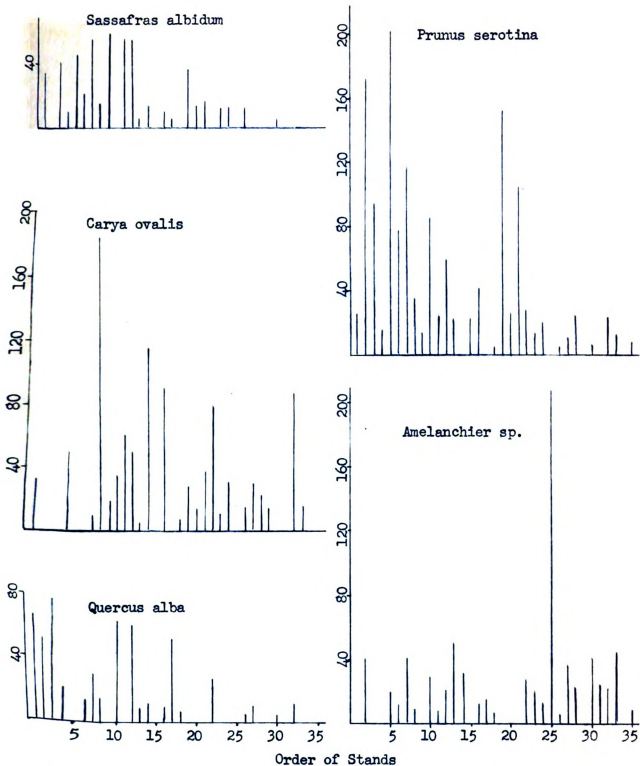 Sassafras albidum
40
Prunus serotina
200
160
120
80
40
Carya ovalis
200
160
120
80
40
Amelanchier sp.
200
160
120
80
40
Quercus alba
80
40
5 10 15 20 25 30 35
5 10 15 20 25 30 35
Order of Stands